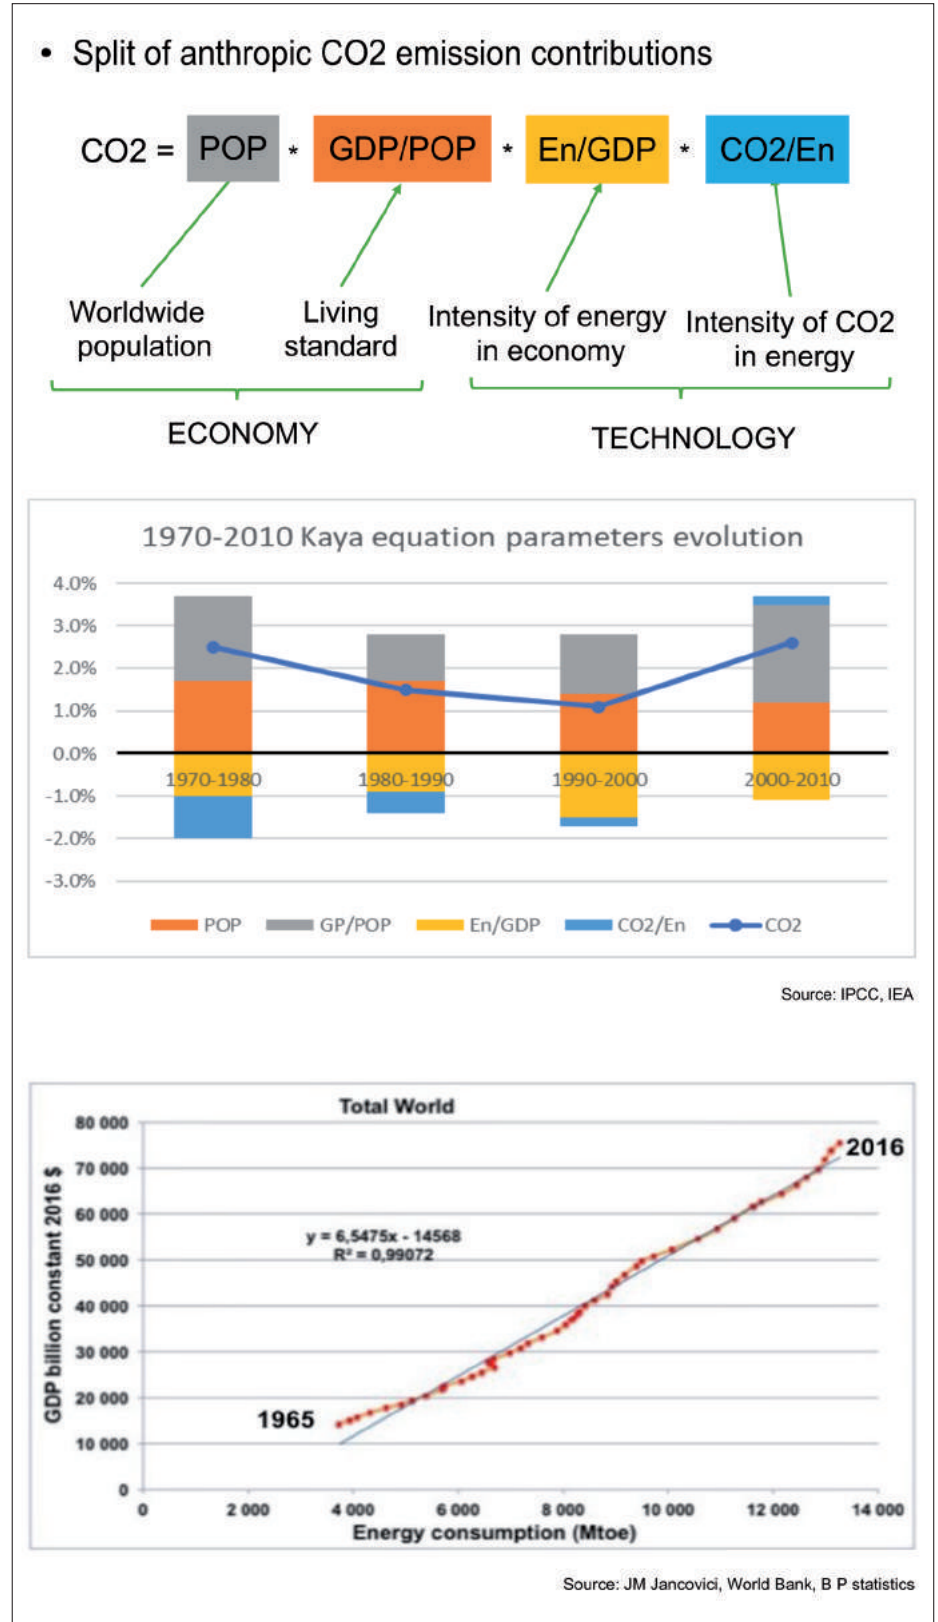 • Split of anthropic CO2 emission contributions
CO2 = POP * GDP/POP * En/GDP * CO2/En
Worldwide
population
Living
standard
Intensity of energy
in economy
Intensity of CO2
in energy
ECONOMY
TECHNOLOGY
1970-2010 Kaya equation parameters evolution
4.0%
3.0%
2.0%
1.0%
0.0%
1970-1980 1980-1990 1990-2000 2000-2010
-1.0%
-2.0%
-3.0%
POP GP/POP En/GDP CO2/En CO2
Source: IPCC, IEA
Total World
GDP billion constant 2016 $
80 000
70 000
60 000
50 000
40 000
30 000
20 000
10 000
0
2016
y = 6,5475x - 14568
R² = 0,99072
1965
0 2 000 4 000 6 000 8 000 10 000 12 000 14 000
Energy consumption (Mtoe)
Source: JM Jancovici, World Bank, B P statistics